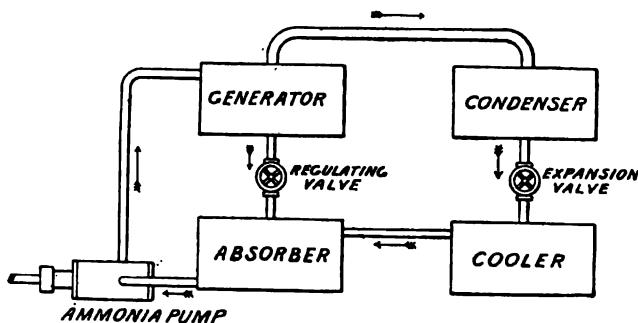 GENERATOR
CONDENSER
REGULATING
VALVE
EXPANSION
VALVE
ABSORBER
COOLER
AMMONIA PUMP